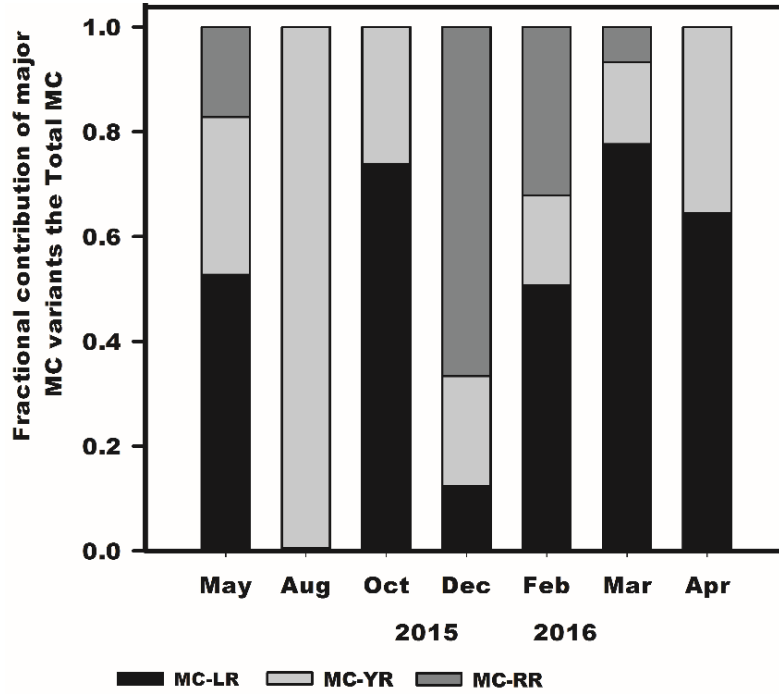 Fractional contribution of major
MC variants the Total MC
1.0
0.8
0.6
0.4
0.2
0.0
May Aug Oct Dec Feb Mar Apr
2015 2016
MC-LR MC-YR MC-RR